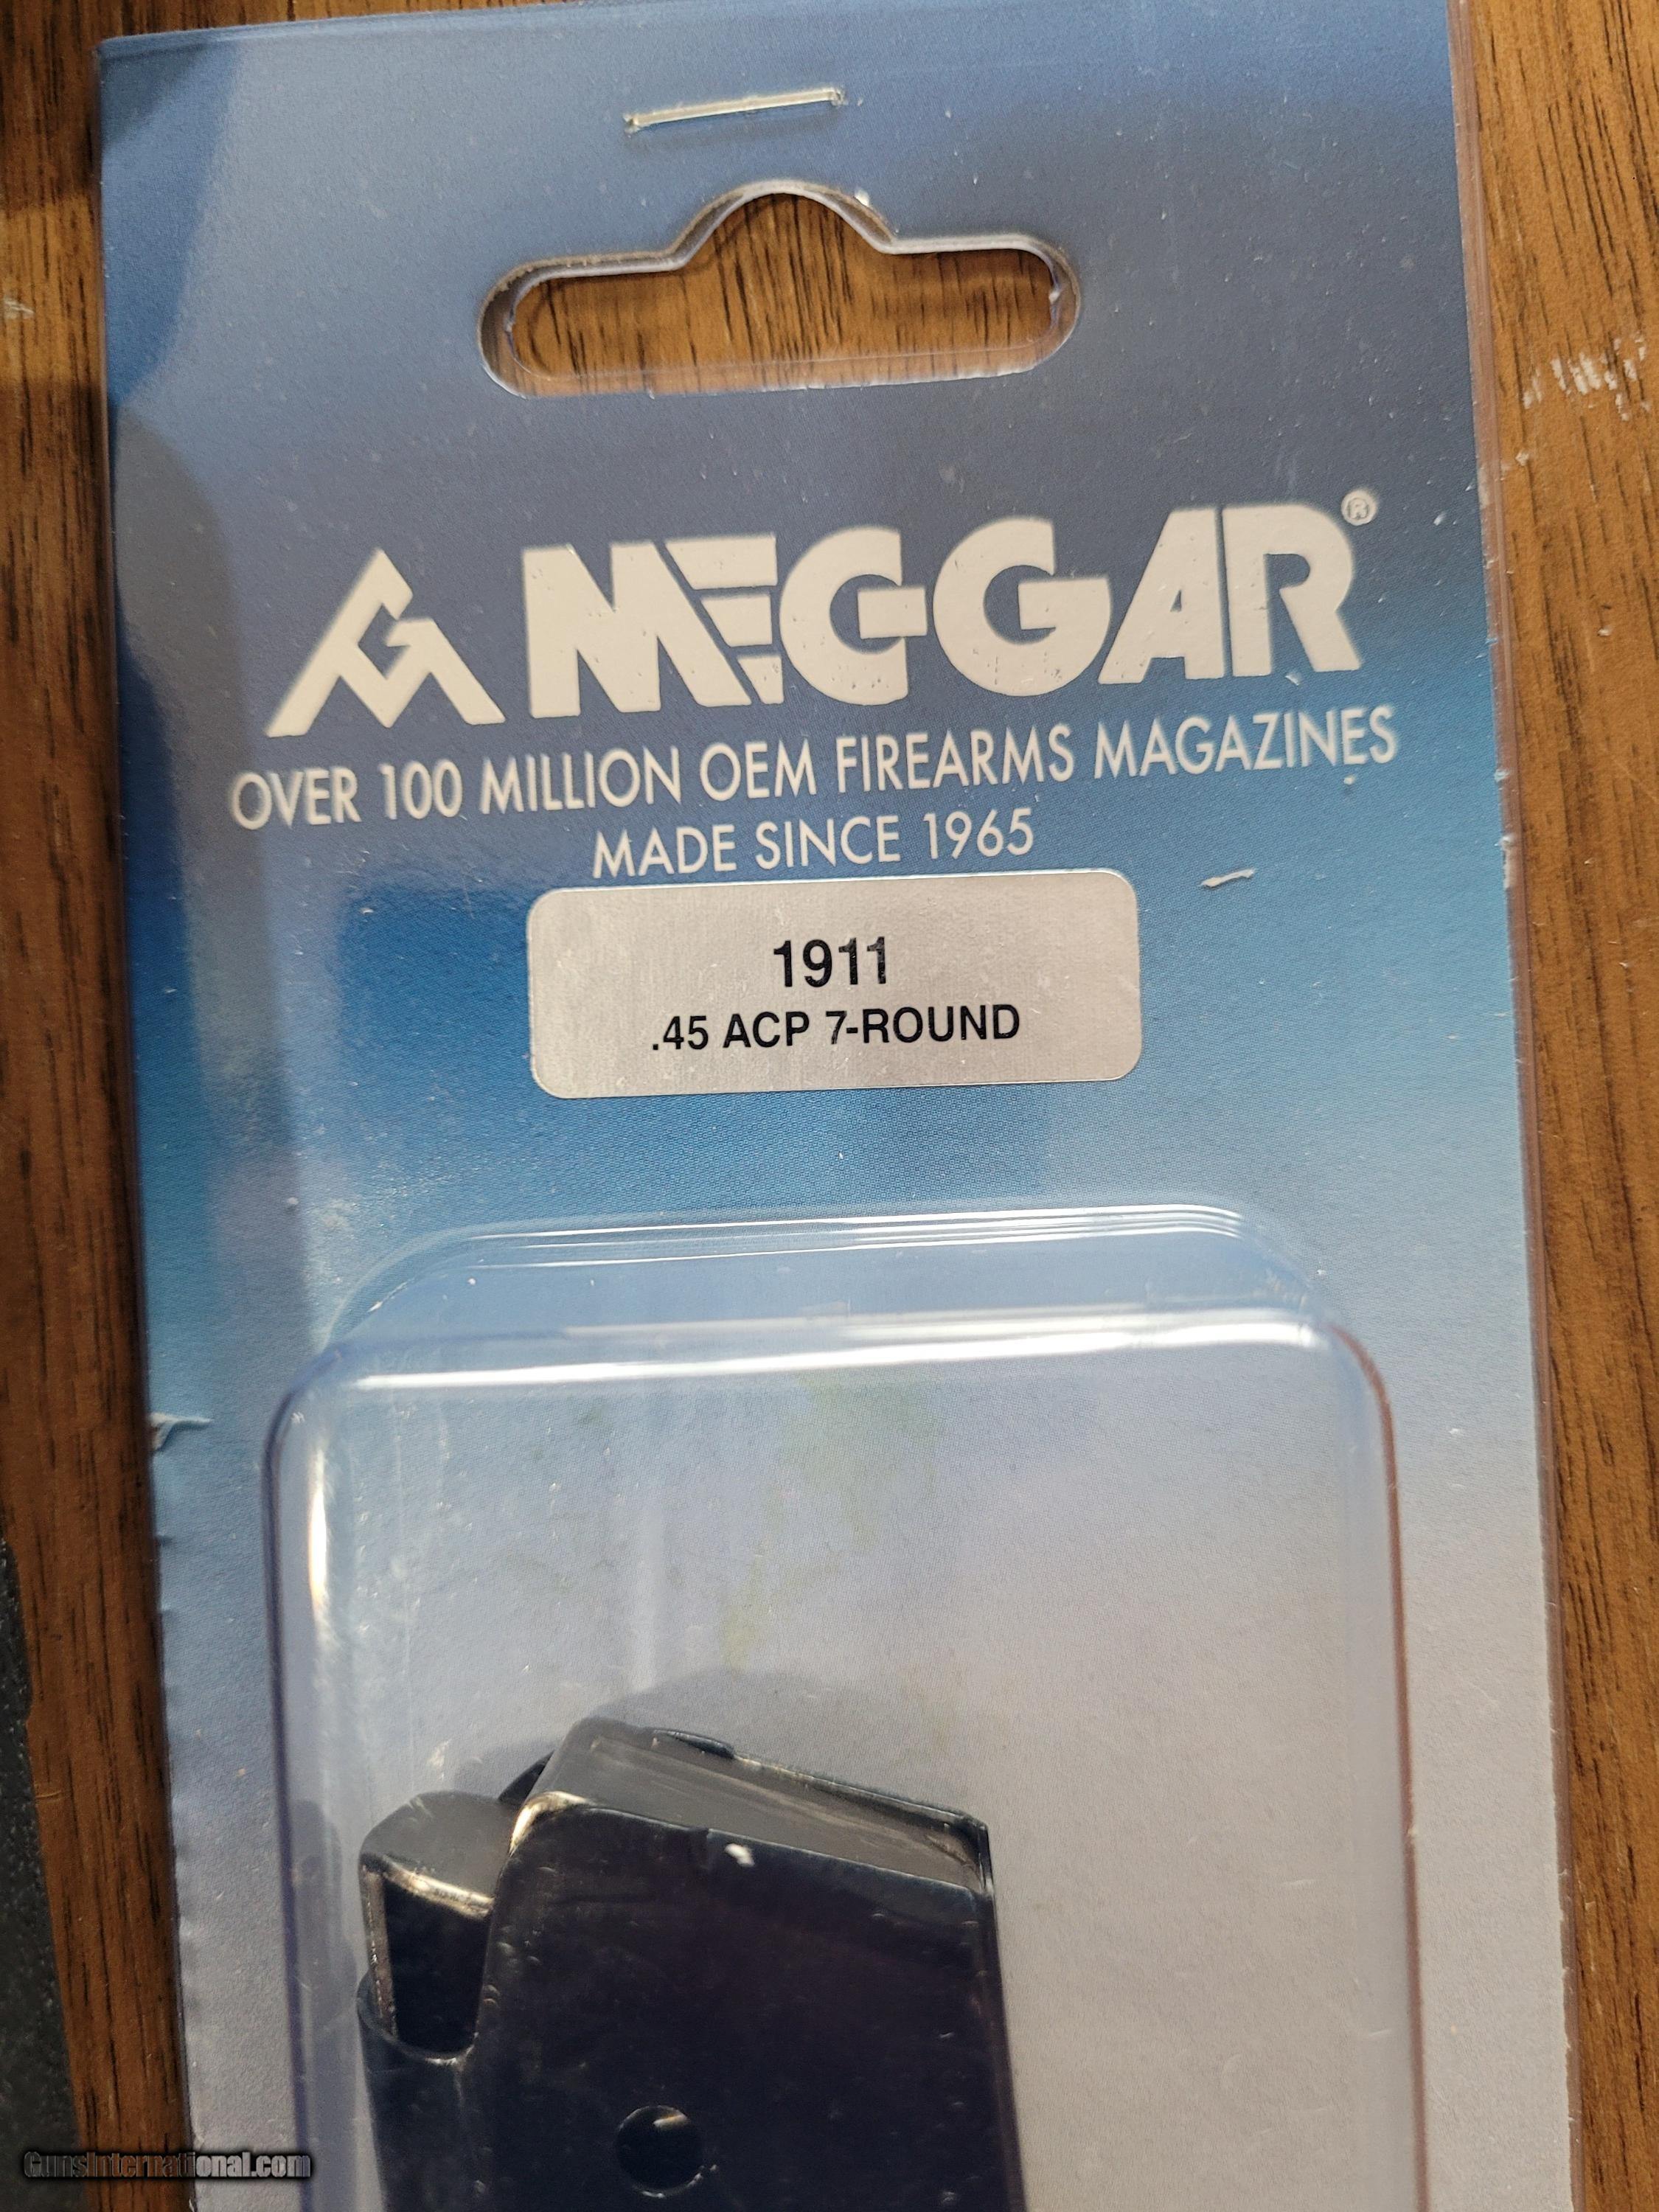 MEC-GAR®
OVER 100 MILLION OEM FIREARMS MAGAZINES
MADE SINCE 1965
1911
.45 ACP 7-ROUND
GunsInternational.com